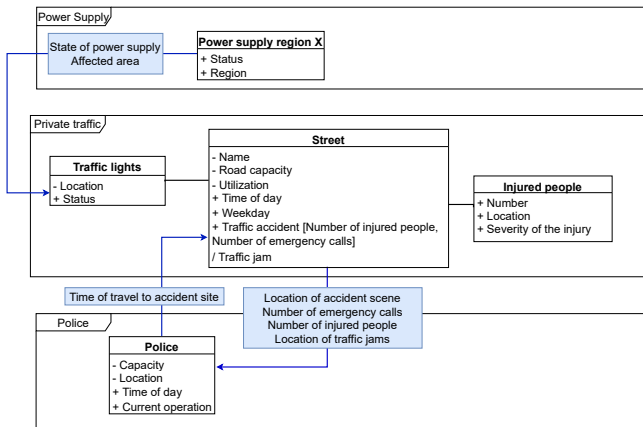 Power Supply
State of power supply
Affected area
Power supply region X
+ Status
+ Region
Private traffic
Traffic lights
- Location
+ Status
Street
- Name
- Road capacity
- Utilization
+ Time of day
+ Weekday
+ Traffic accident [Number of injured people,
Number of emergency calls]
/ Traffic jam
Injured people
+ Number
+ Location
+ Severity of the injury
Time of travel to accident site
Location of accident scene
Number of emergency calls
Number of injured people
Location of traffic jams
Police
Police
- Capacity
- Location
+ Time of day
+ Current operation